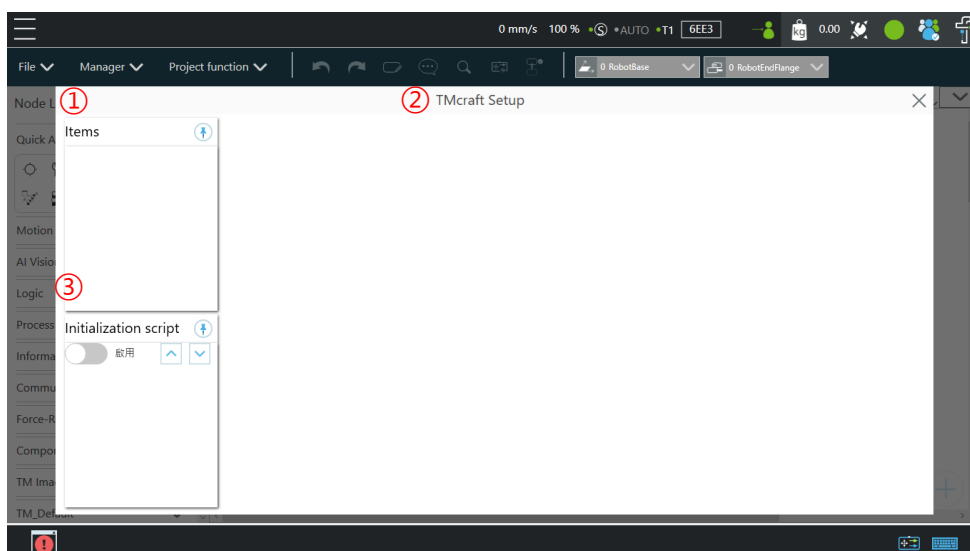 0 mm/s 100 % •Ⓢ •AUTO •T1 6EE3 kg 0.00
File Manager Project function 0 RobotBase 0 RobotEndFlange
Node L ① ② TMcraft Setup
Quick A
Items
Motion
AI Visio
Logic
③
Process
Initialization script
Informa
啟用
Commu
Force-R
Compo
TM Ima
TM_Default